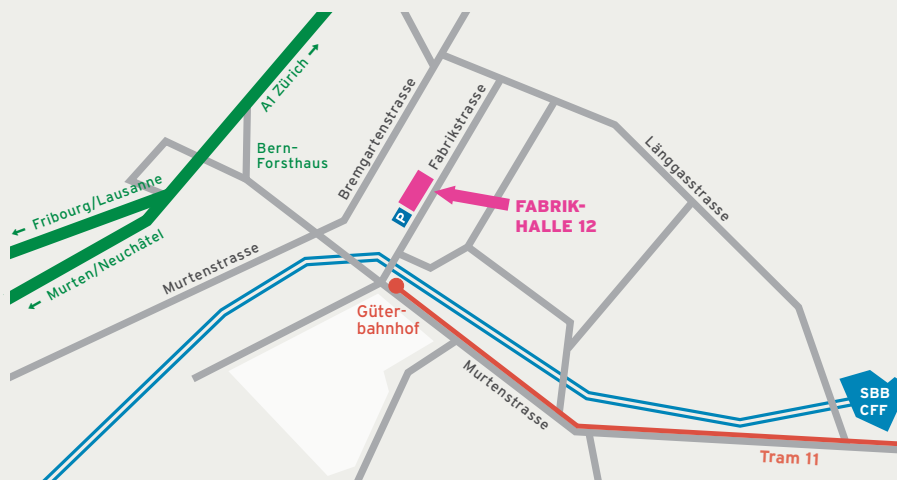 A1 Zürich
Bern-
Forsthaus
Bremgartenstrasse
Fabrikstrasse
Länggasstrasse
Fribourg/Lausanne
Murten/Neuchâtel
Murtenstrasse
P
FABRIK-
HALLE 12
Güter-
bahnhof
Murtenstrasse
SBB
CFF
Tram 11